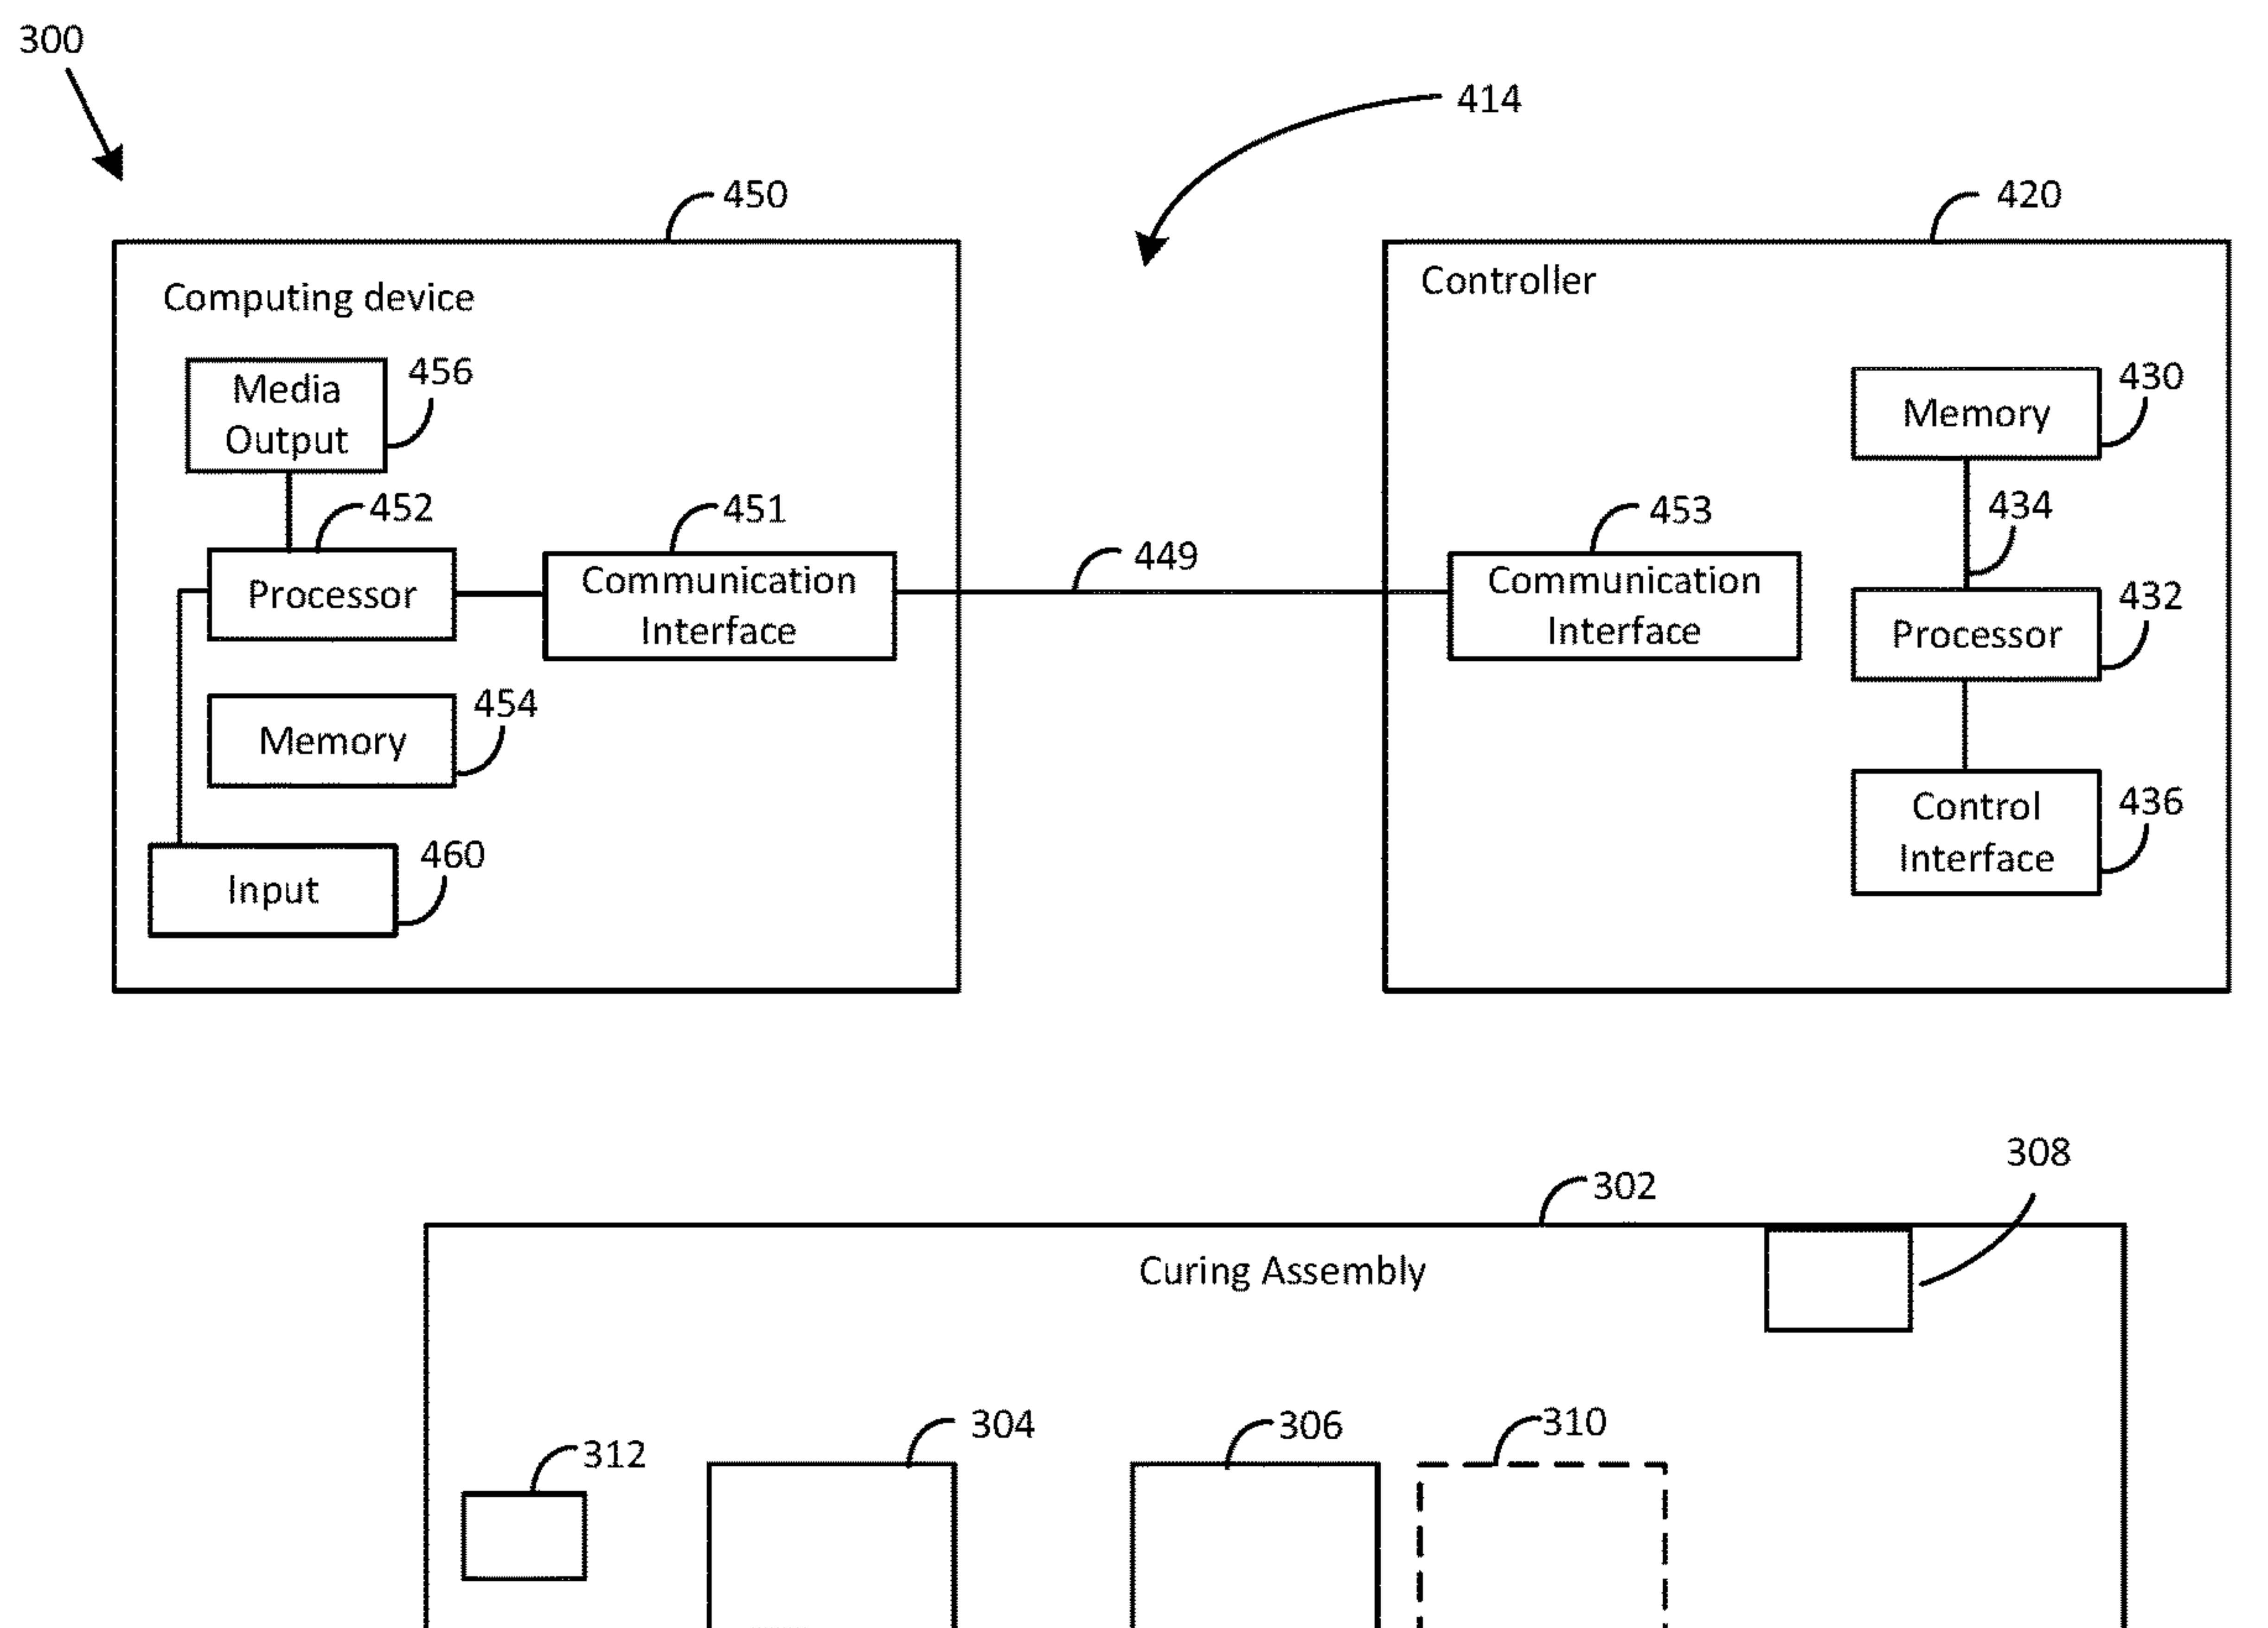 300
414
450
420
Computing device
Controller
Media
Output
456
Memory
430
452
451
449
453
434
Processor
Communication
Interface
Communication
Interface
Processor
432
Memory
454
Control
Interface
436
Input
460
308
302
Curing Assembly
304
306
310
312